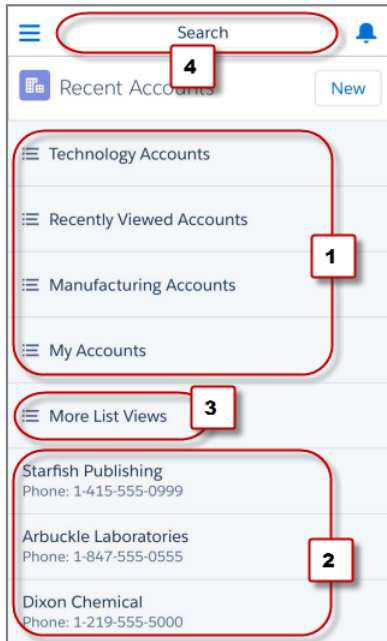 Search
4
Recent Accounts
New
Technology Accounts
Recently Viewed Accounts
1
Manufacturing Accounts
My Accounts
More List Views
3
Starfish Publishing
Phone: 1-415-555-0999
Arbuckle Laboratories
Phone: 1-847-555-0555
2
Dixon Chemical
Phone: 1-219-555-5000